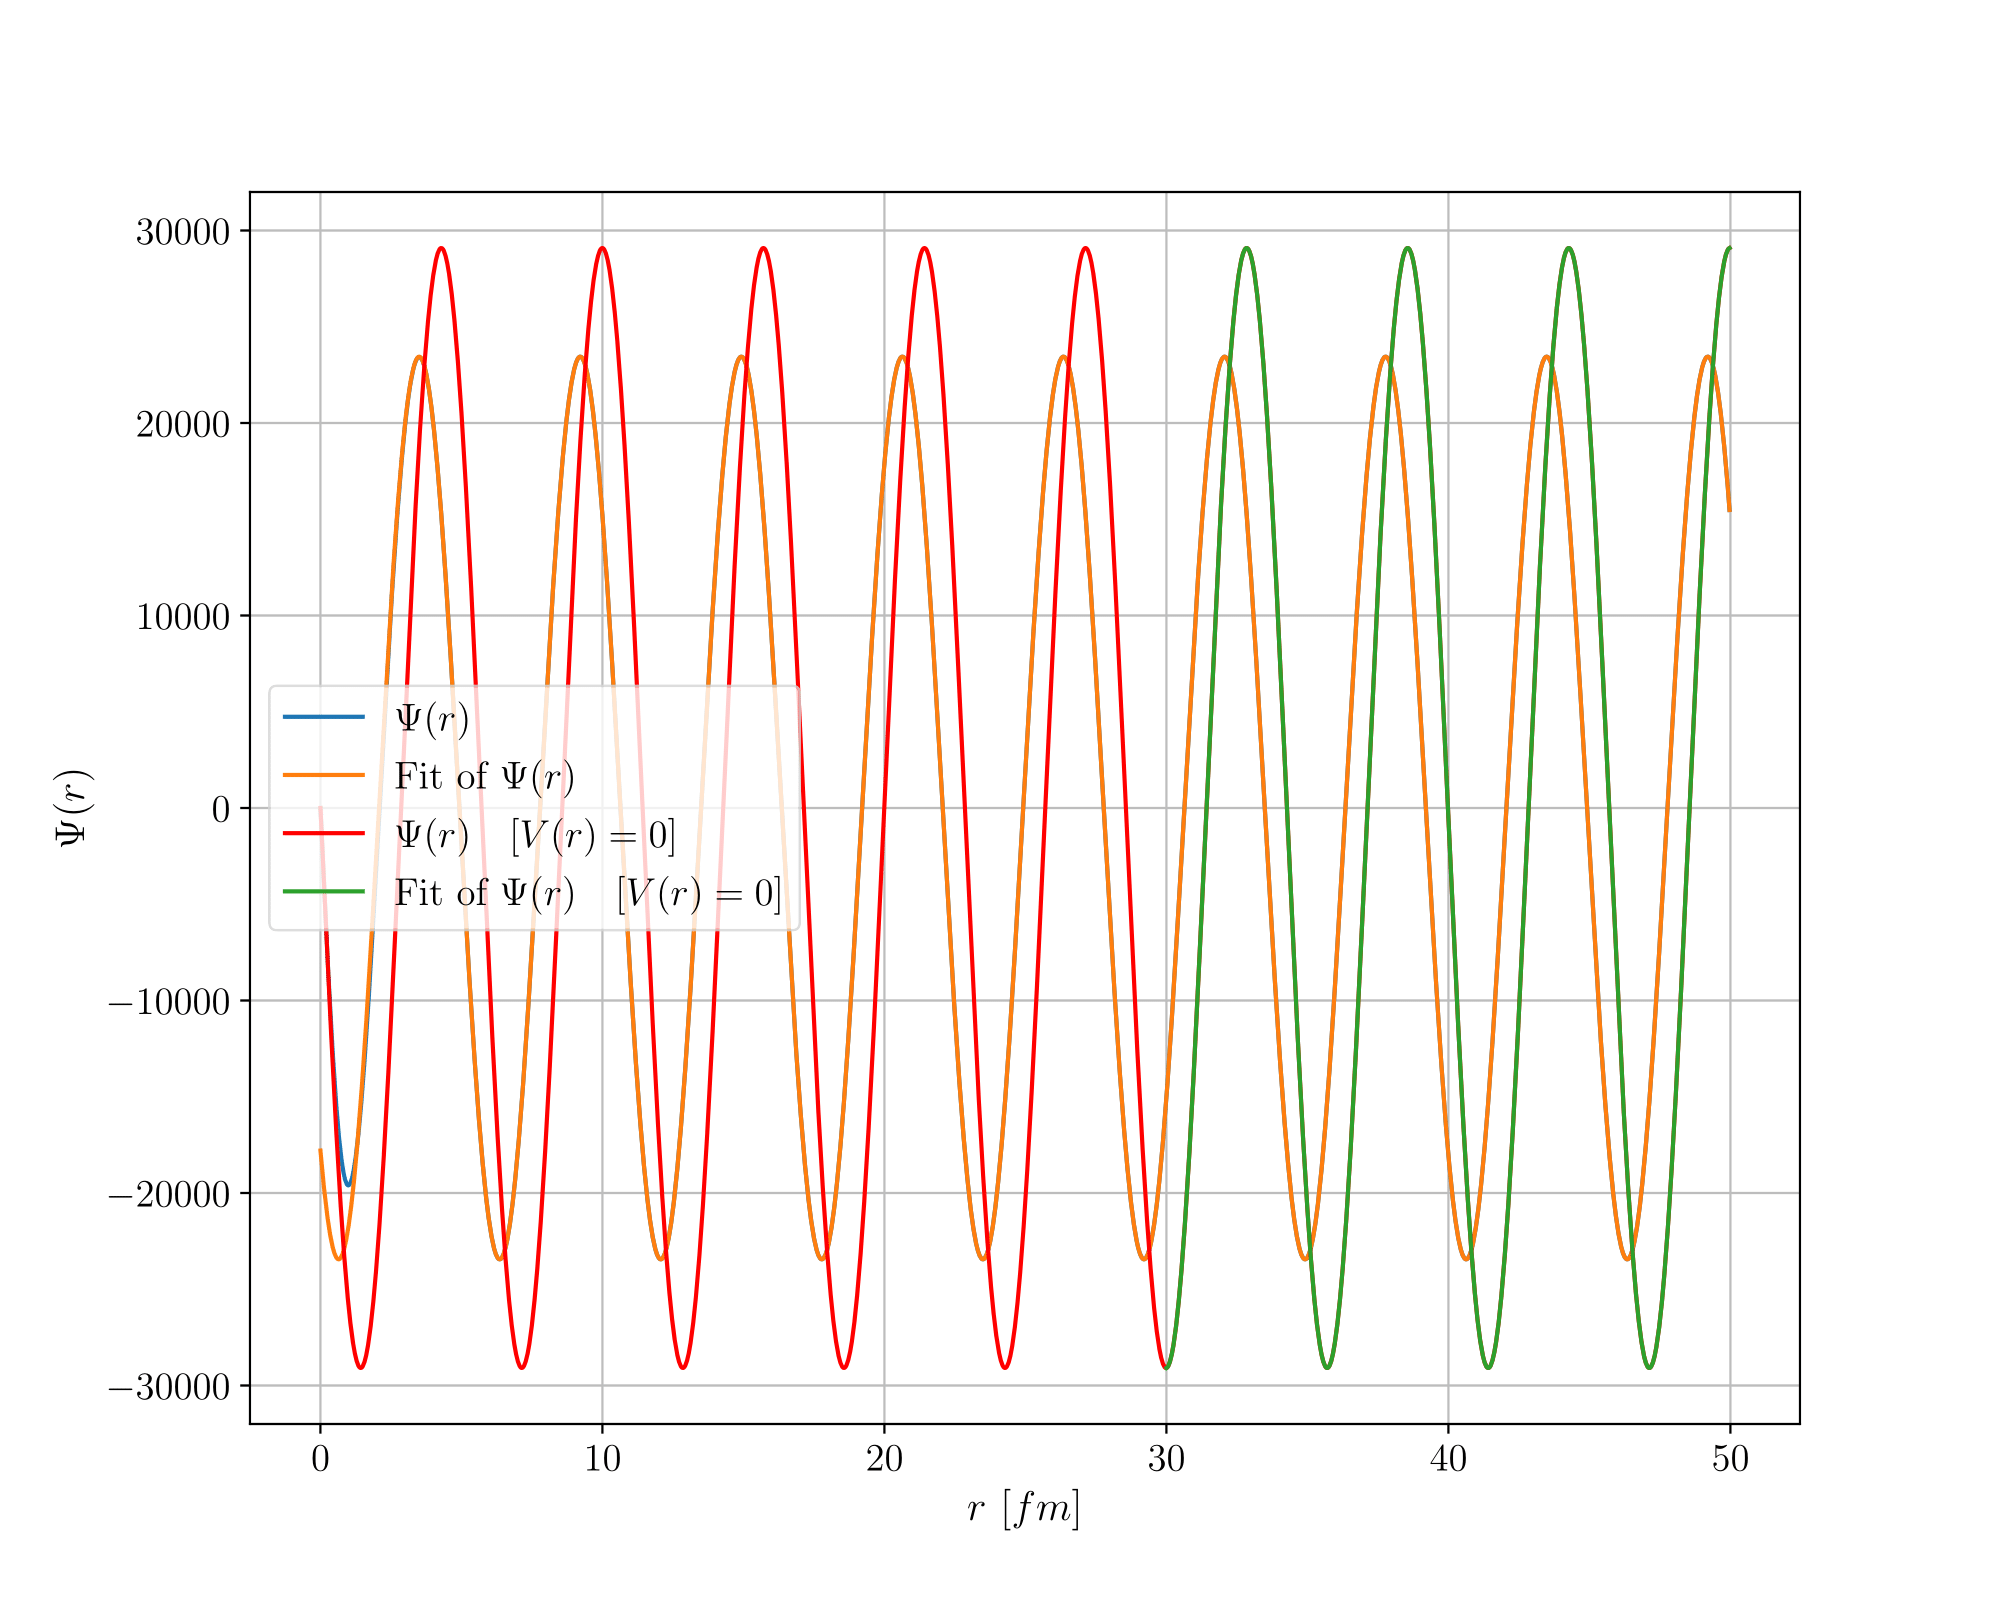 30000
20000
10000
0
−10000
−20000
−30000
Ψ(r)
Ψ(r)
Fit of Ψ(r)
Ψ(r) [V(r) = 0]
Fit of Ψ(r) [V(r) = 0]
0 10 20 30 40 50
r [fm]